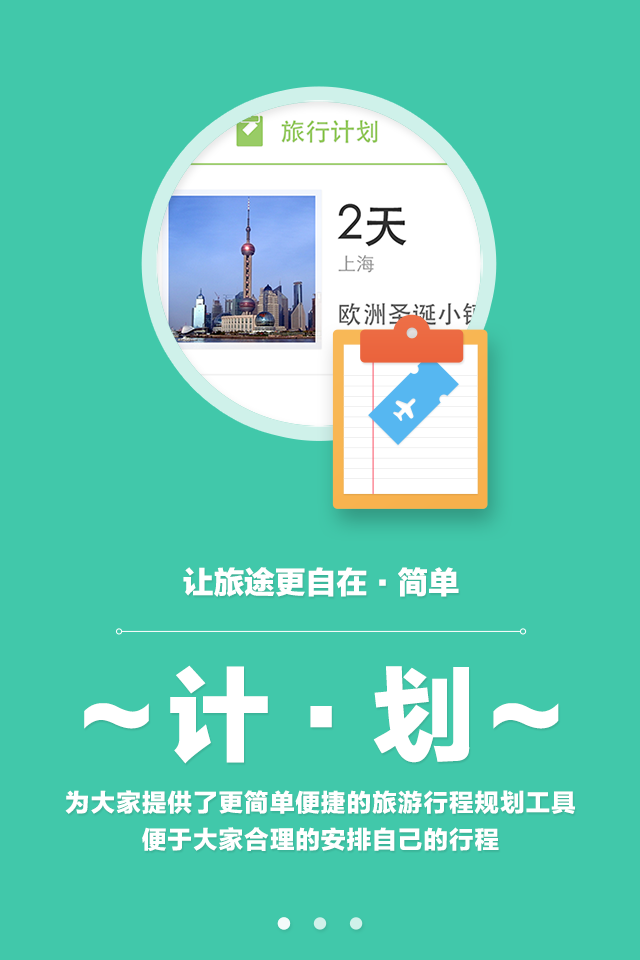 旅行计划
2天
上海
欧洲圣诞小镇
让旅途更自在·简单
~计·划~
为大家提供了更简单便捷的旅游行程规划工具
便于大家合理的安排自己的行程